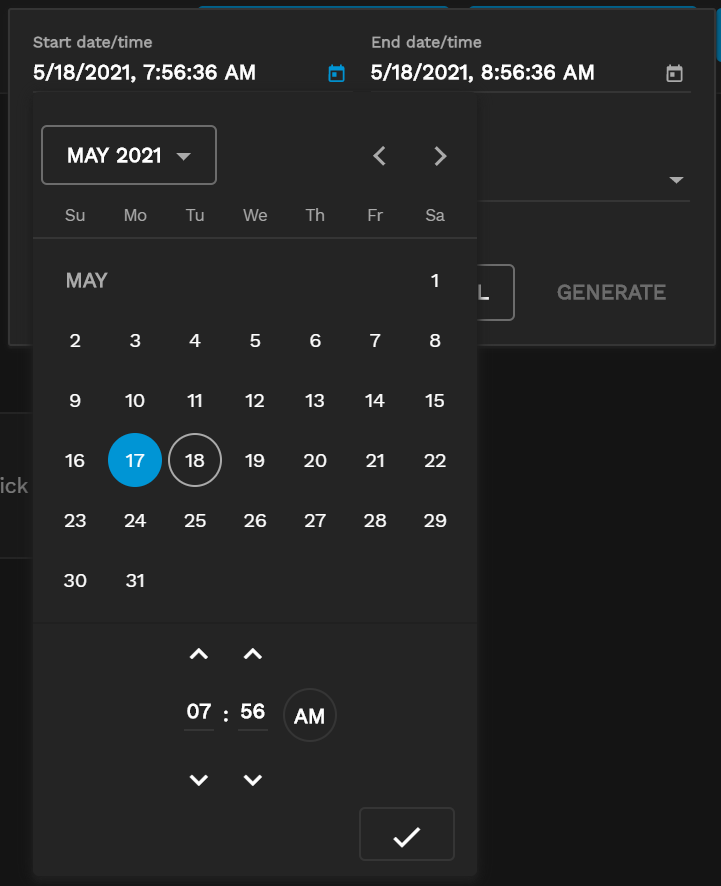 Start date/time End date/time
5/18/2021, 7:56:36 AM 5/18/2021, 8:56:36 AM
MAY 2021
Su Mo Tu We Th Fr Sa
MAY 1
L GENERATE
2 3 4 5 6 7 8
9 10 11 12 13 14 15
16 17 18 19 20 21 22
ick
23 24 25 26 27 28 29
30 31
07 : 56 AM